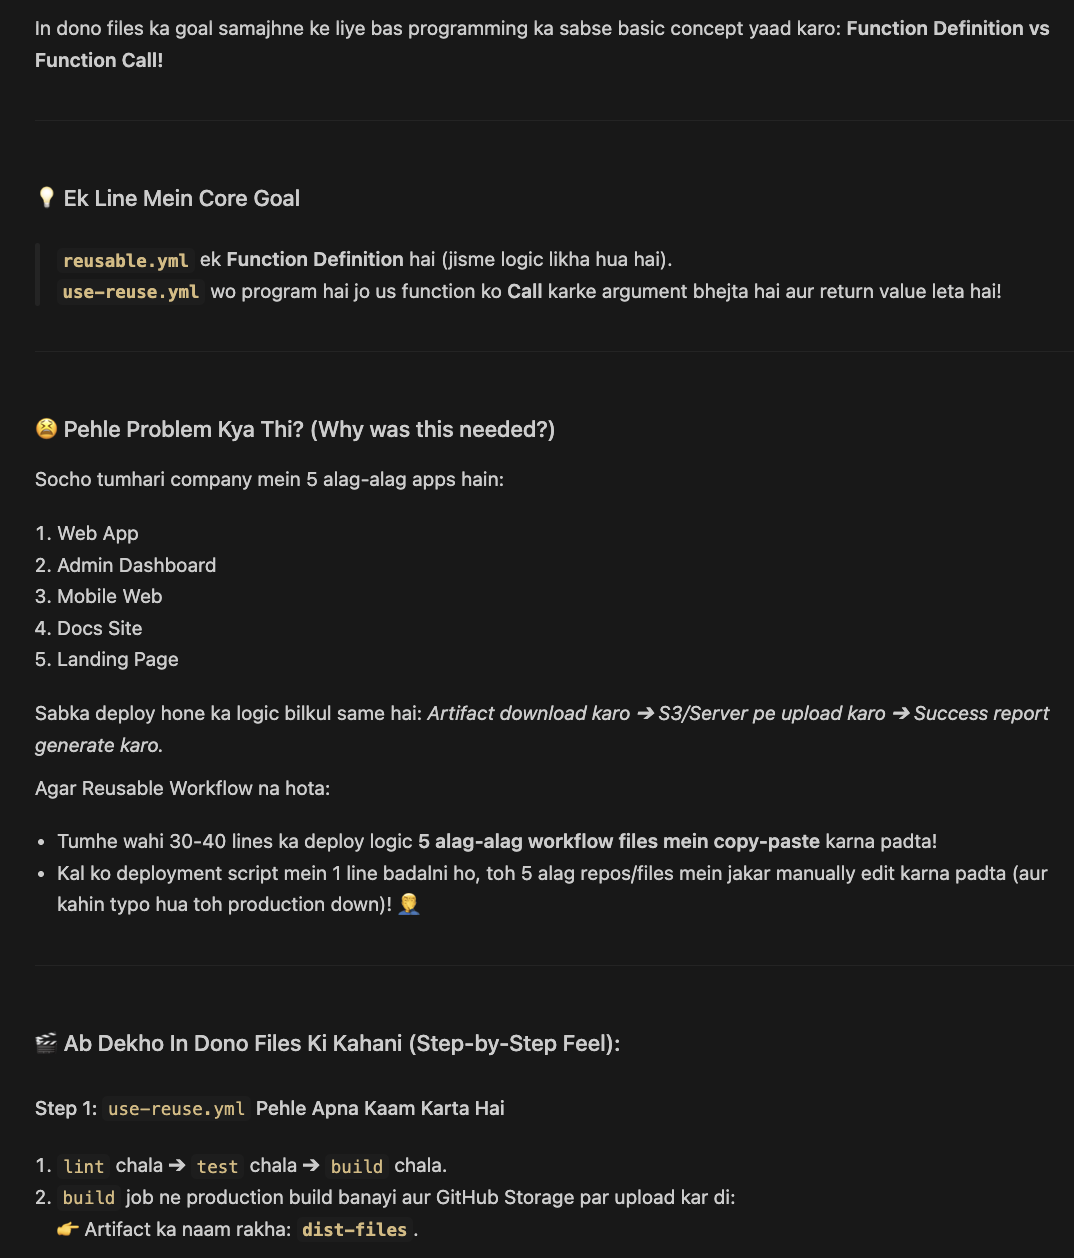 In dono files ka goal samajhne ke liye bas programming ka sabse basic concept yaad karo: Function Definition vs
Function Call!
💡 Ek Line Mein Core Goal
reusable.yml ek Function Definition hai (jisme logic likha hua hai).
use-reuse.yml wo program hai jo us function ko Call karke argument bhejta hai aur return value leta hai!
😫 Pehle Problem Kya Thi? (Why was this needed?)
Socho tumhari company mein 5 alag-alag apps hain:
1. Web App
2. Admin Dashboard
3. Mobile Web
4. Docs Site
5. Landing Page
Sabka deploy hone ka logic bilkul same hai: Artifact download karo ➔ S3/Server pe upload karo ➔ Success report
generate karo.
Agar Reusable Workflow na hota:
• Tumhe wahi 30-40 lines ka deploy logic 5 alag-alag workflow files mein copy-paste karna padta!
• Kal ko deployment script mein 1 line badalni ho, toh 5 alag repos/files mein jakar manually edit karna padta (aur
kahin typo hua toh production down)! 🤦‍♂️
🎬 Ab Dekho In Dono Files Ki Kahani (Step-by-Step Feel):
Step 1: use-reuse.yml Pehle Apna Kaam Karta Hai
1. lint chala ➔ test chala ➔ build chala.
2. build job ne production build banayi aur GitHub Storage par upload kar di:
👉 Artifact ka naam rakha: dist-files.